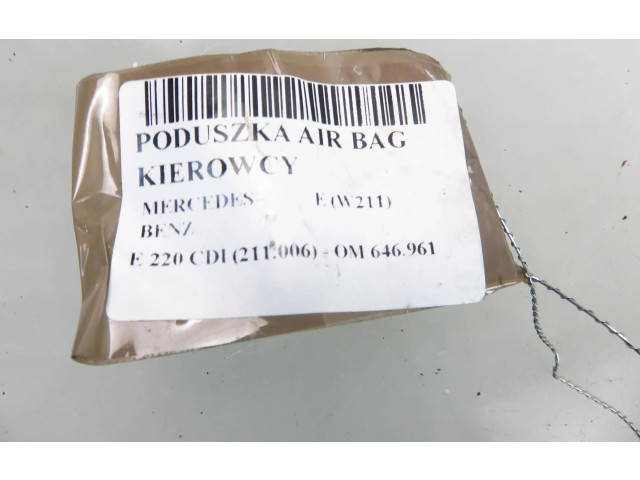 PODUSZKA AIR BAG
KIEROWCY
MERCEDES- E (W211)
BENZ
E 220 CDI (211.006) - OM 646.961